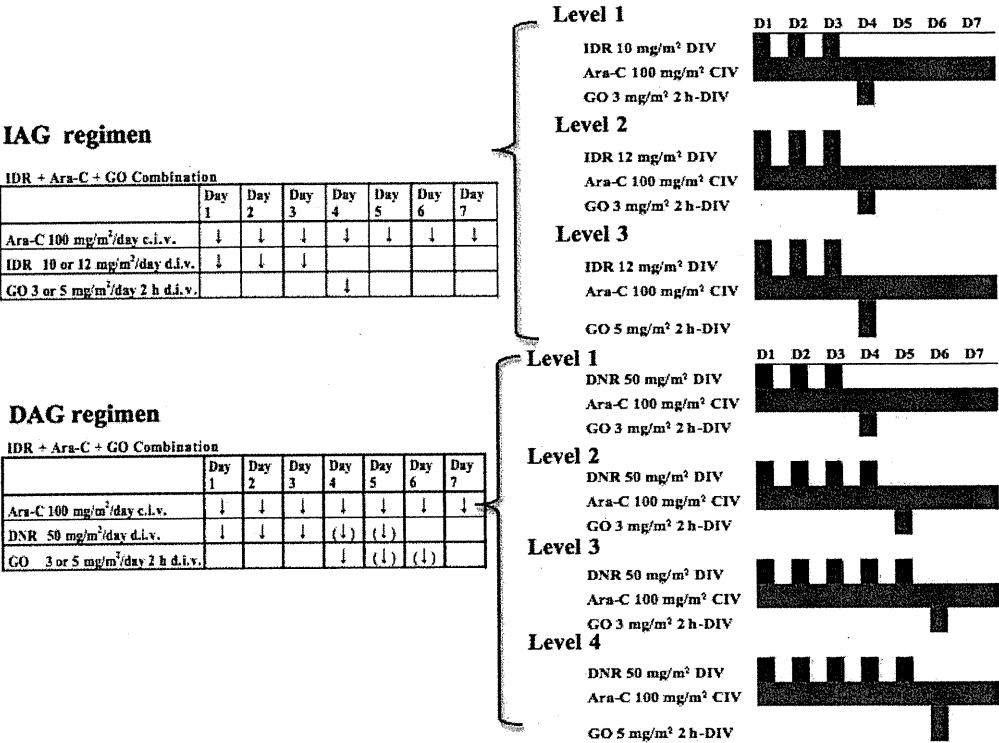 Level 1
D1 D2 D3 D4 D5 D6 D7
IDR 10 mg/m² DIV
Ara-C 100 mg/m² CIV
GO 3 mg/m² 2 h-DIV
Level 2
IDR 12 mg/m² DIV
Ara-C 100 mg/m² CIV
GO 3 mg/m² 2 h-DIV
Level 3
IDR 12 mg/m² DIV
Ara-C 100 mg/m² CIV
GO 5 mg/m² 2 h-DIV
IAG regimen
IDR + Ara-C + GO Combination
Day 1 Day 2 Day 3 Day 4 Day 5 Day 6 Day 7
Ara-C 100 mg/m²/day c.i.v. ↓ ↓ ↓ ↓ ↓ ↓ ↓
IDR 10 or 12 mg/m²/day d.i.v. ↓ ↓ ↓
GO 3 or 5 mg/m²/day 2 h d.i.v. ↓
DAG regimen
IDR + Ara-C + GO Combination
Day 1 Day 2 Day 3 Day 4 Day 5 Day 6 Day 7
Ara-C 100 mg/m²/day c.i.v. ↓ ↓ ↓ ↓ ↓ ↓ ↓
DNR 50 mg/m²/day d.i.v. ↓ ↓ ↓ (↓) (↓)
GO 3 or 5 mg/m²/day 2 h d.i.v. ↓ (↓) (↓)
Level 1
D1 D2 D3 D4 D5 D6 D7
DNR 50 mg/m² DIV
Ara-C 100 mg/m² CIV
GO 3 mg/m² 2 h-DIV
Level 2
DNR 50 mg/m² DIV
Ara-C 100 mg/m² CIV
GO 3 mg/m² 2 h-DIV
Level 3
DNR 50 mg/m² DIV
Ara-C 100 mg/m² CIV
GO 3 mg/m² 2 h-DIV
Level 4
DNR 50 mg/m² DIV
Ara-C 100 mg/m² CIV
GO 5 mg/m² 2 h-DIV